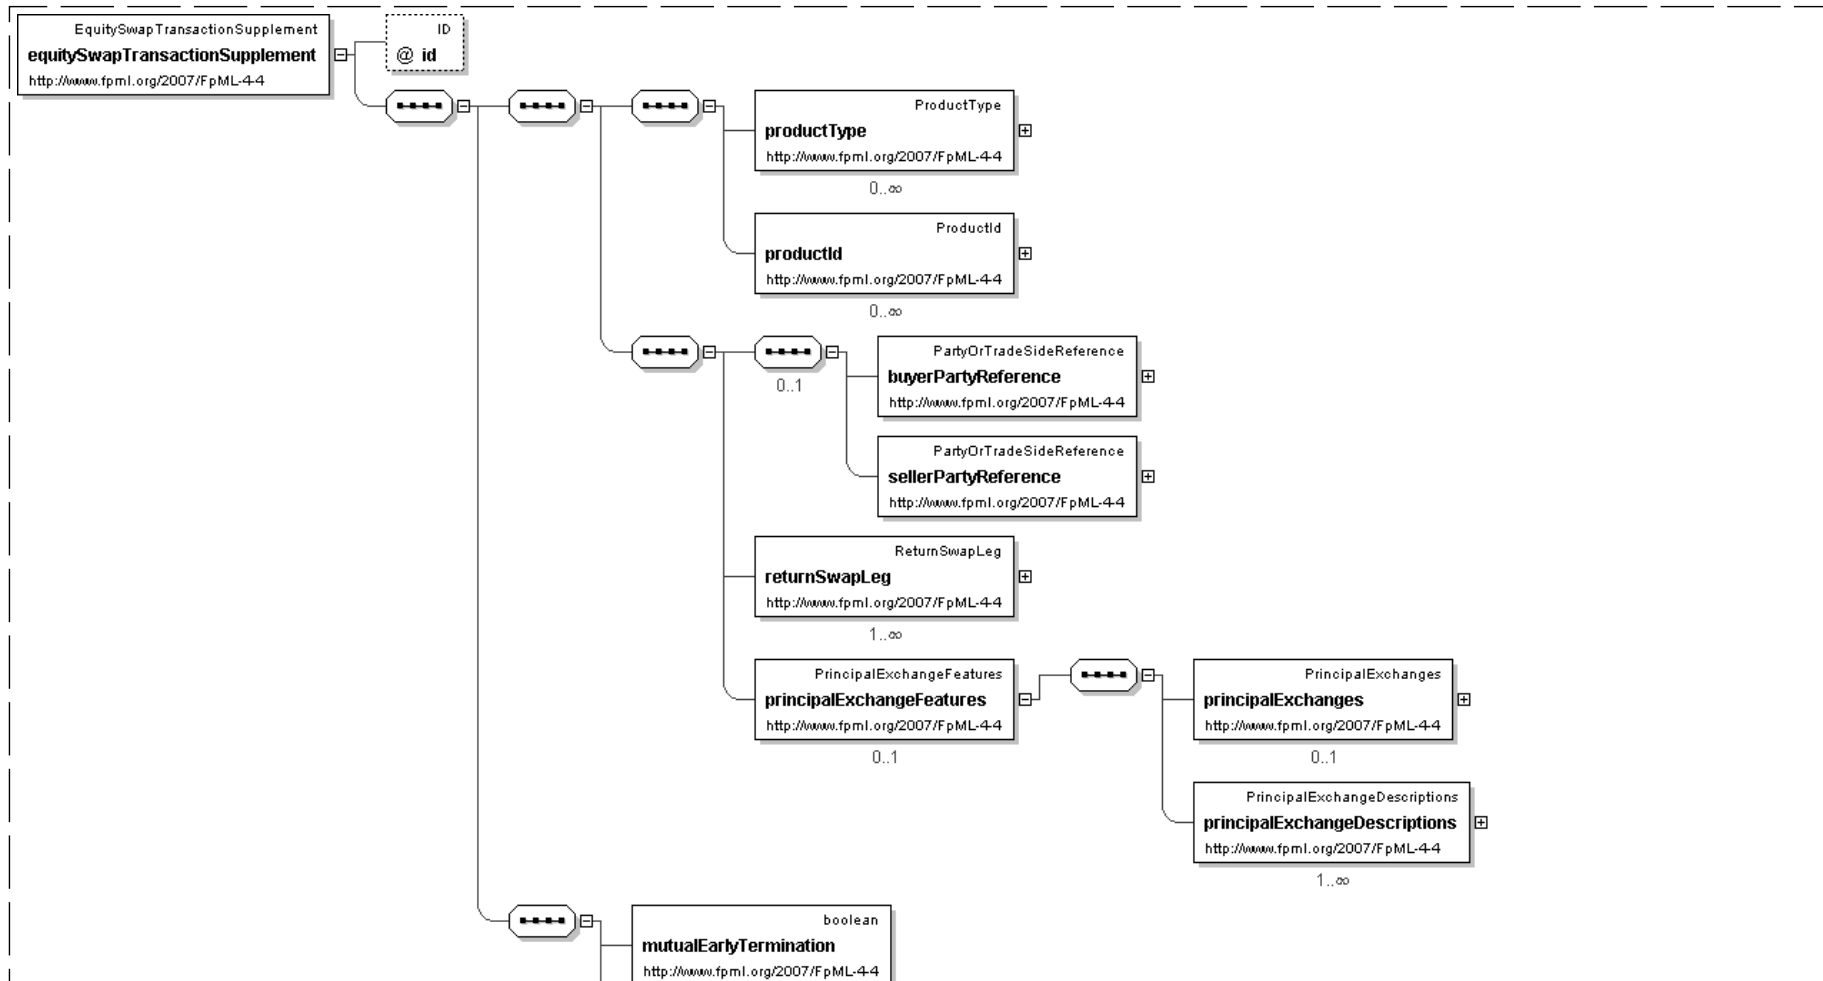 EquitySwapTransactionSupplement
equitySwapTransactionSupplement
http://www.fpml.org/2007/FpML-4-4
ID
@ id
ProductType
productType
http://www.fpml.org/2007/FpML-4-4
0..∞
ProductId
productId
http://www.fpml.org/2007/FpML-4-4
0..∞
PartyOrTradeSideReference
buyerPartyReference
http://www.fpml.org/2007/FpML-4-4
0..1
PartyOrTradeSideReference
sellerPartyReference
http://www.fpml.org/2007/FpML-4-4
ReturnSwapLeg
returnSwapLeg
http://www.fpml.org/2007/FpML-4-4
1..∞
PrincipalExchangeFeatures
principalExchangeFeatures
http://www.fpml.org/2007/FpML-4-4
0..1
PrincipalExchanges
principalExchanges
http://www.fpml.org/2007/FpML-4-4
0..1
PrincipalExchangeDescriptions
principalExchangeDescriptions
http://www.fpml.org/2007/FpML-4-4
1..∞
boolean
mutualEarlyTermination
http://www.fpml.org/2007/FpML-4-4